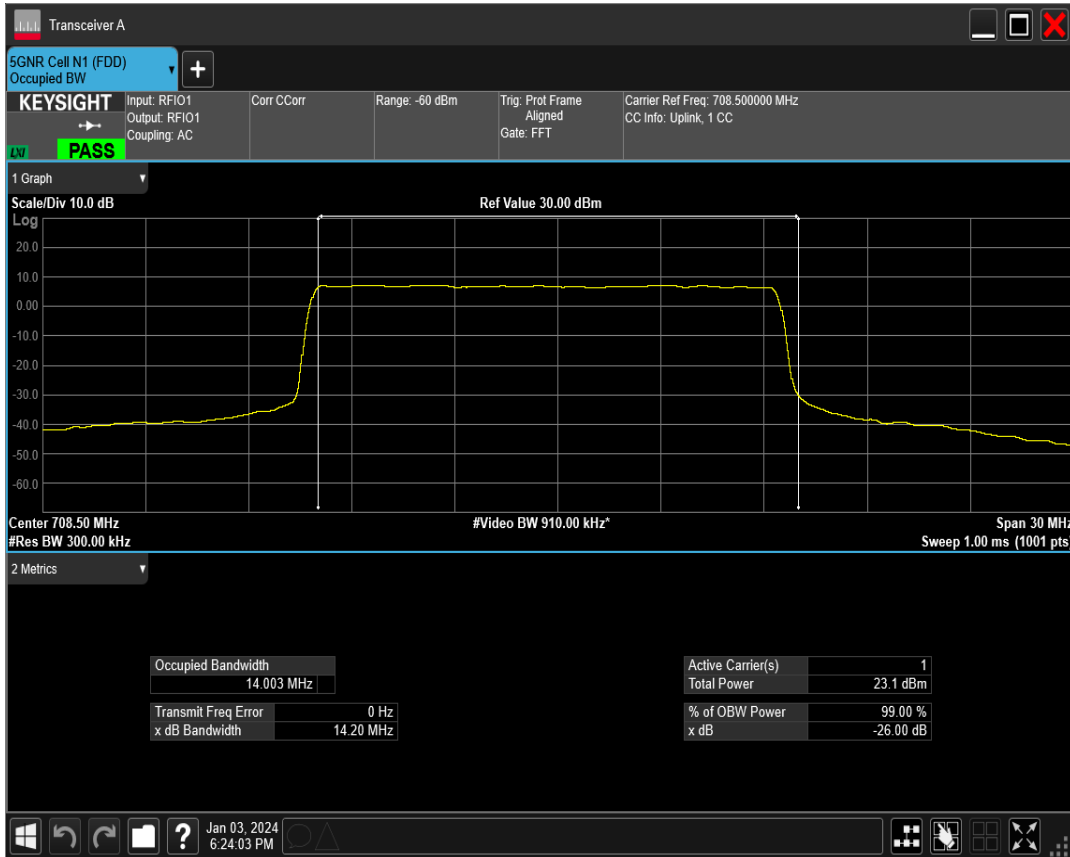 Transceiver A
5GNR Cell N1 (FDD)
Occupied BW
+
KEYSIGHT
LXI
PASS
Input: RFIO1
Output: RFIO1
Coupling: AC
Corr CCorr
Range: -60 dBm
Trig: Prot Frame
Aligned
Gate: FFT
Carrier Ref Freq: 708.500000 MHz
CC Info: Uplink, 1 CC
1 Graph
Scale/Div 10.0 dB
Ref Value 30.00 dBm
Log
20.0
10.0
0.00
-10.0
-20.0
-30.0
-40.0
-50.0
-60.0
Center 708.50 MHz
#Video BW 910.00 kHz*
Span 30 MHz
#Res BW 300.00 kHz
Sweep 1.00 ms (1001 pts)
2 Metrics
Occupied Bandwidth
14.003 MHz
Transmit Freq Error 0 Hz
x dB Bandwidth 14.20 MHz
Active Carrier(s) 1
Total Power 23.1 dBm
% of OBW Power 99.00 %
x dB -26.00 dB
?
Jan 03, 2024
6:24:03 PM